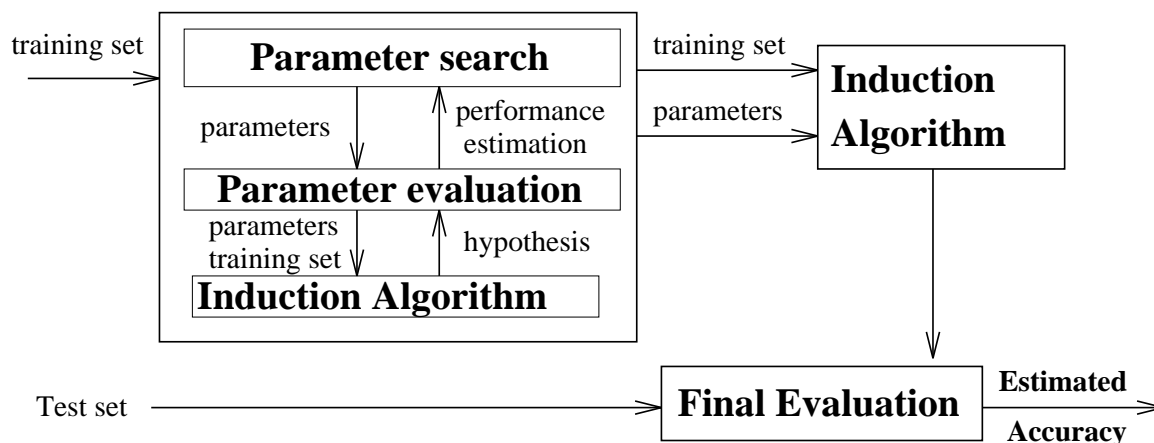 training set
Parameter search
parameters
performance
estimation
Parameter evaluation
parameters
training set
hypothesis
Induction Algorithm
training set
parameters
Induction
Algorithm
Test set
Final Evaluation
Estimated
Accuracy